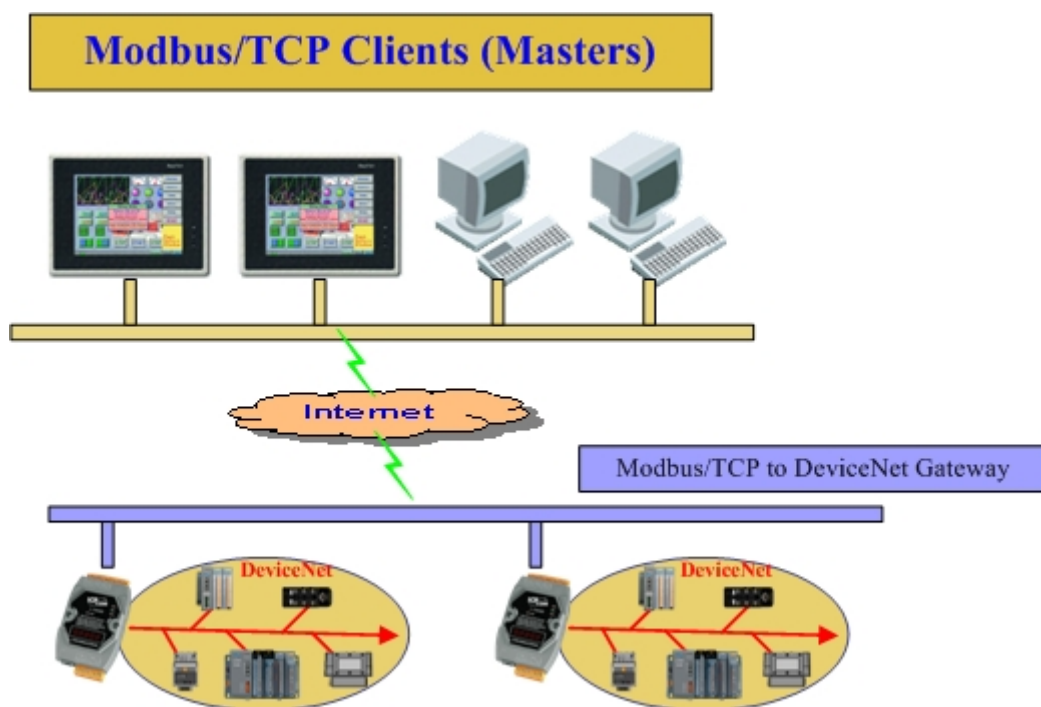 Modbus/TCP Clients (Masters)
Internet
Modbus/TCP to DeviceNet Gateway
DeviceNet
DeviceNet